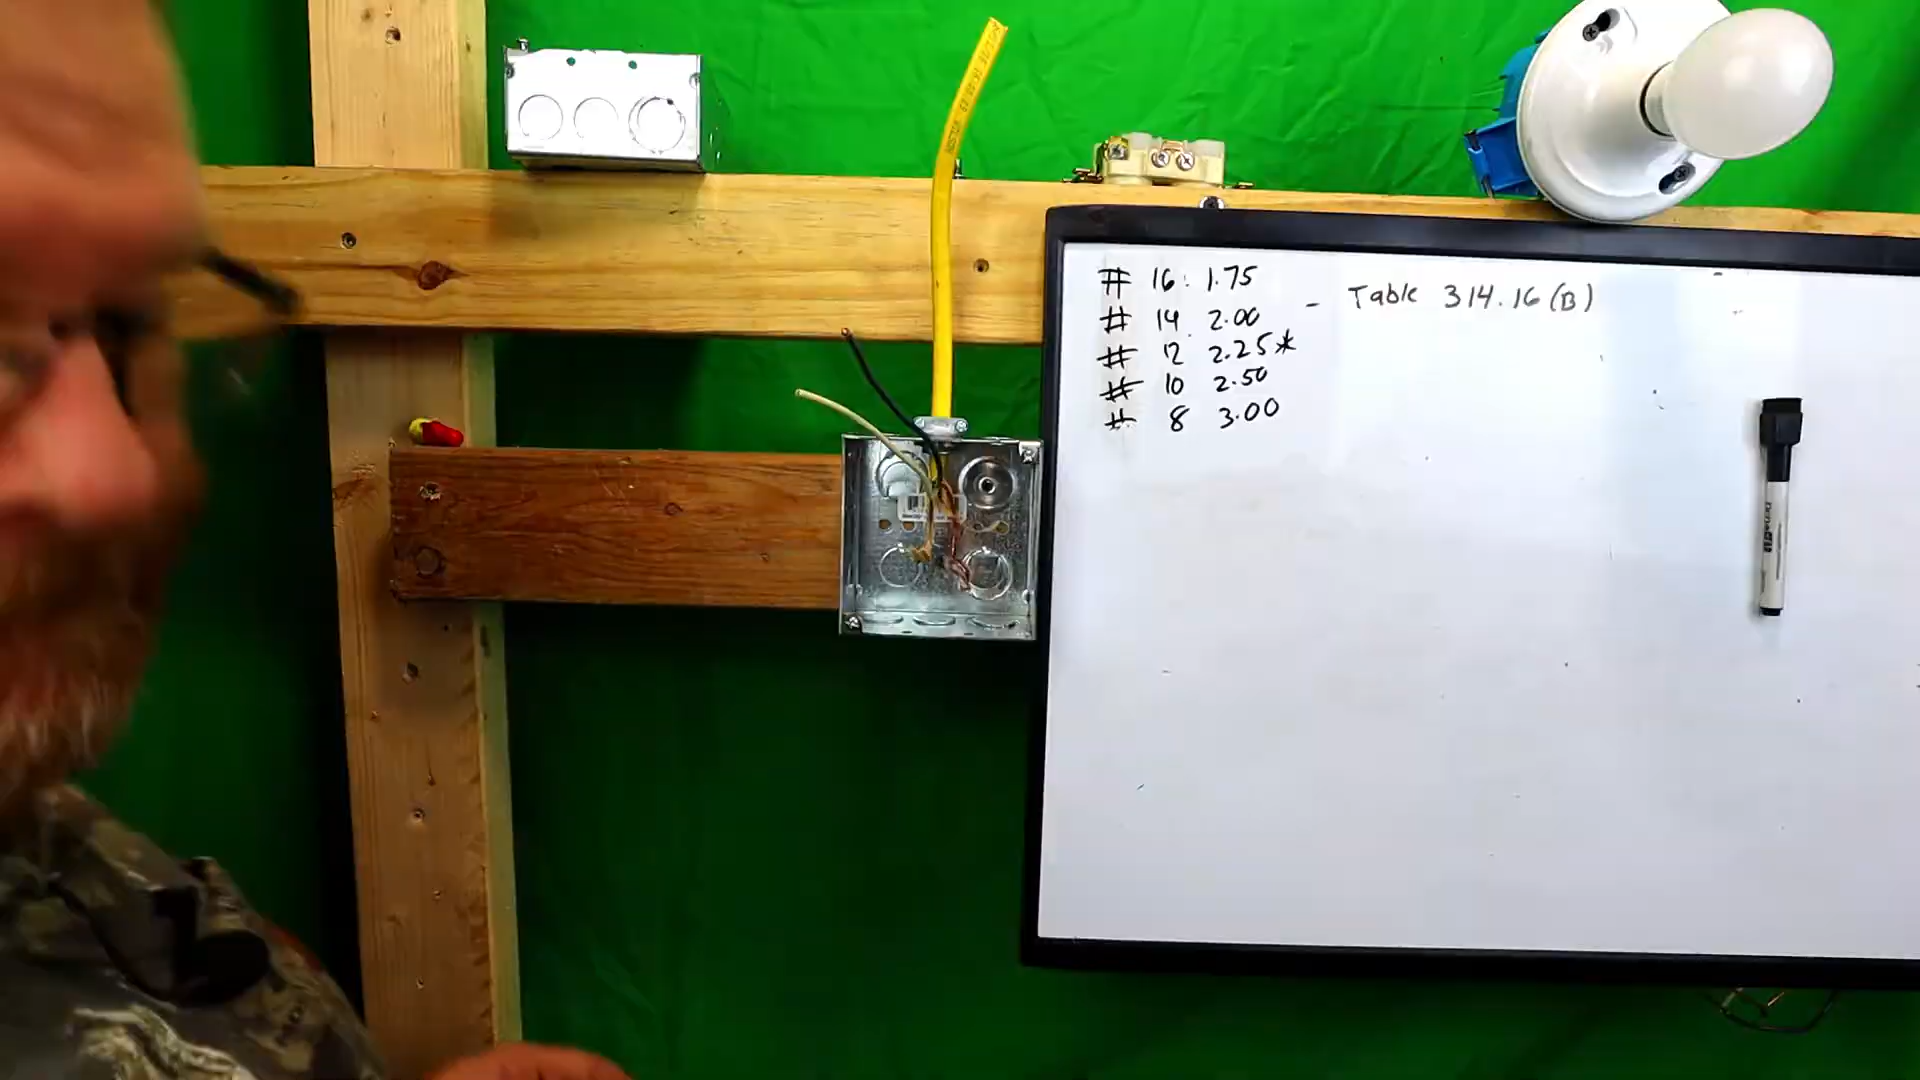 # 16 1.75
# 14 2.00
# 12 2.25*
# 10 2.50
# 8 3.00
- Table 314.16 (B)